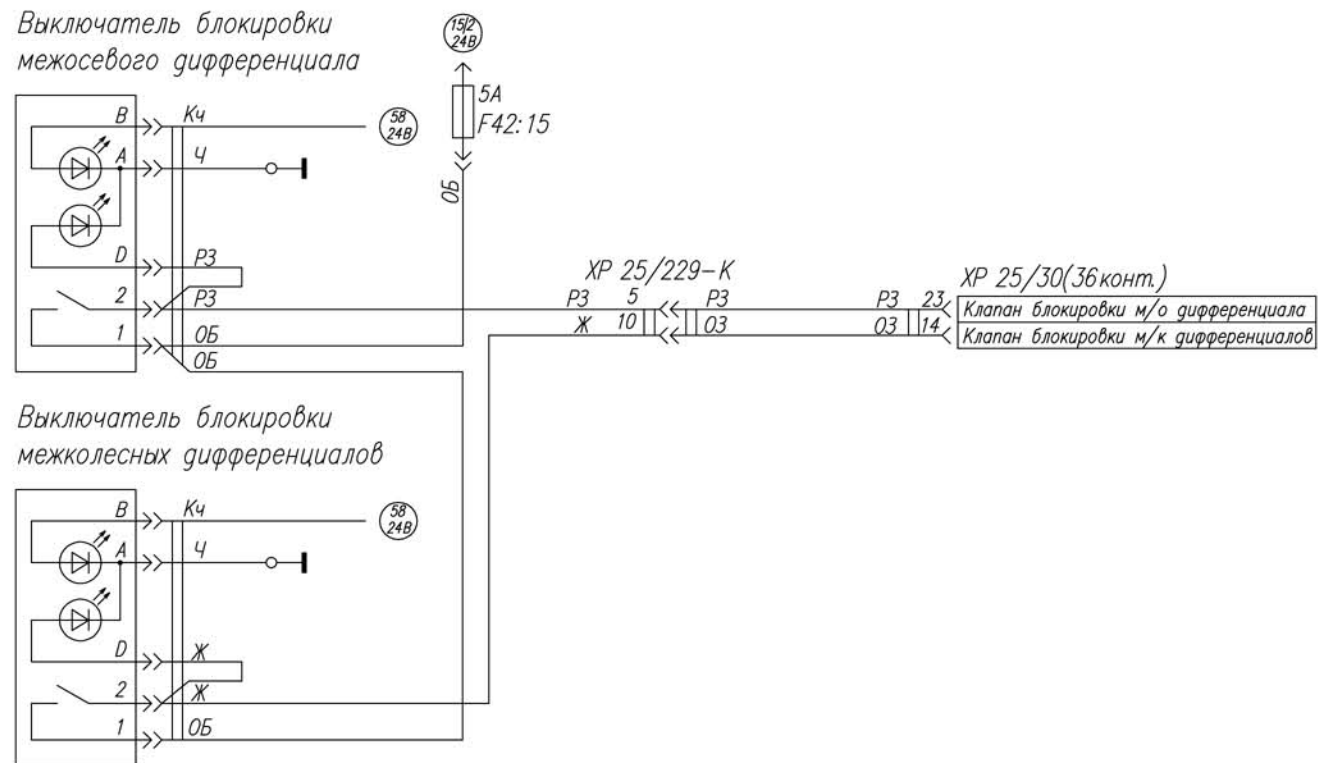 Выключатель блокировки
межосевого дифференциала
15/2
24В
5А
F42:15
ОБ
B
Кч
58
24В
A
Ч
D
РЗ
2
РЗ
1
ОБ
ОБ
ХР 25/229-К
РЗ 5 РЗ
Ж 10 ОЗ
ХР 25/30(36конт.)
РЗ 23 Клапан блокировки м/о дифференциала
ОЗ 14 Клапан блокировки м/к дифференциалов
Выключатель блокировки
межколесных дифференциалов
B
Кч
58
24В
A
Ч
D
Ж
2
Ж
1
ОБ